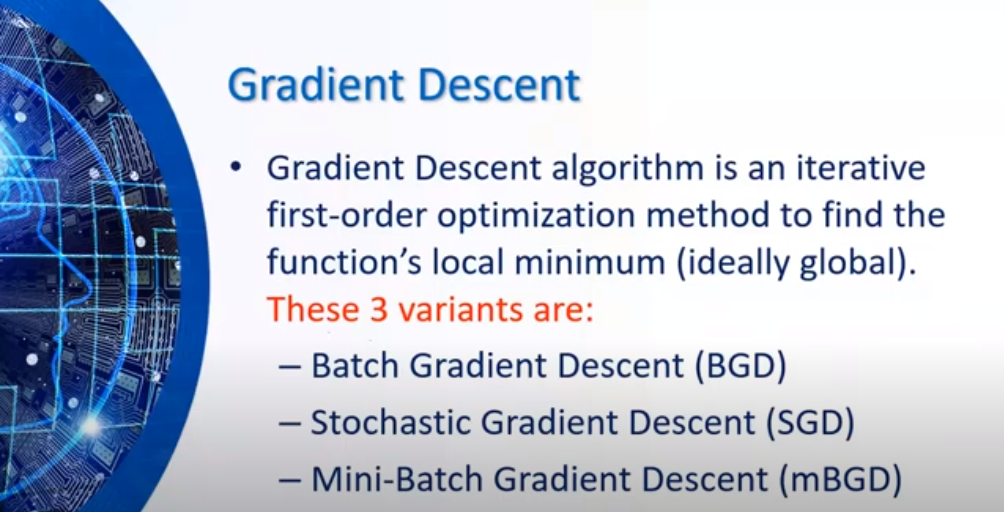 Gradient Descent
• Gradient Descent algorithm is an iterative
first-order optimization method to find the
function’s local minimum (ideally global).
These 3 variants are:
– Batch Gradient Descent (BGD)
– Stochastic Gradient Descent (SGD)
– Mini-Batch Gradient Descent (mBGD)